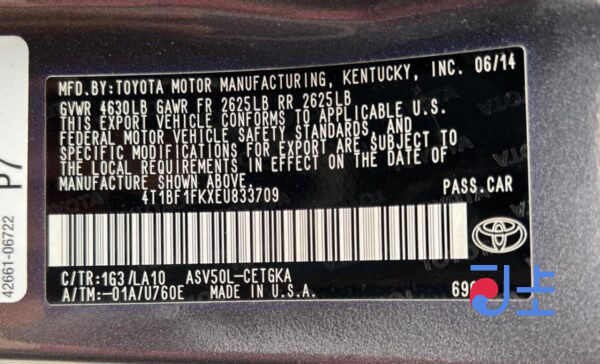 MFD.BY:TOYOTA MOTOR MANUFACTURING, KENTUCKY, INC. 06/14
GVWR 4630LB GAWR FR 2625LB RR 2625LB
THIS EXPORT VEHICLE CONFORMS TO APPLICABLE U.S.
FEDERAL MOTOR VEHICLE SAFETY STANDARDS, AND
SPECIFIC MODIFICATIONS FOR EXPORT ARE SUBJECT TO
THE LOCAL REQUIREMENTS IN EFFECT ON THE DATE OF
MANUFACTURE SHOWN ABOVE.
4T1BF1FKXEU833709
PASS.CAR
C/TR:1G3/LA10 ASV50L-CETGKA
A/TM:-01A/U760E MADE IN U.S.A.
P7
42661-06722